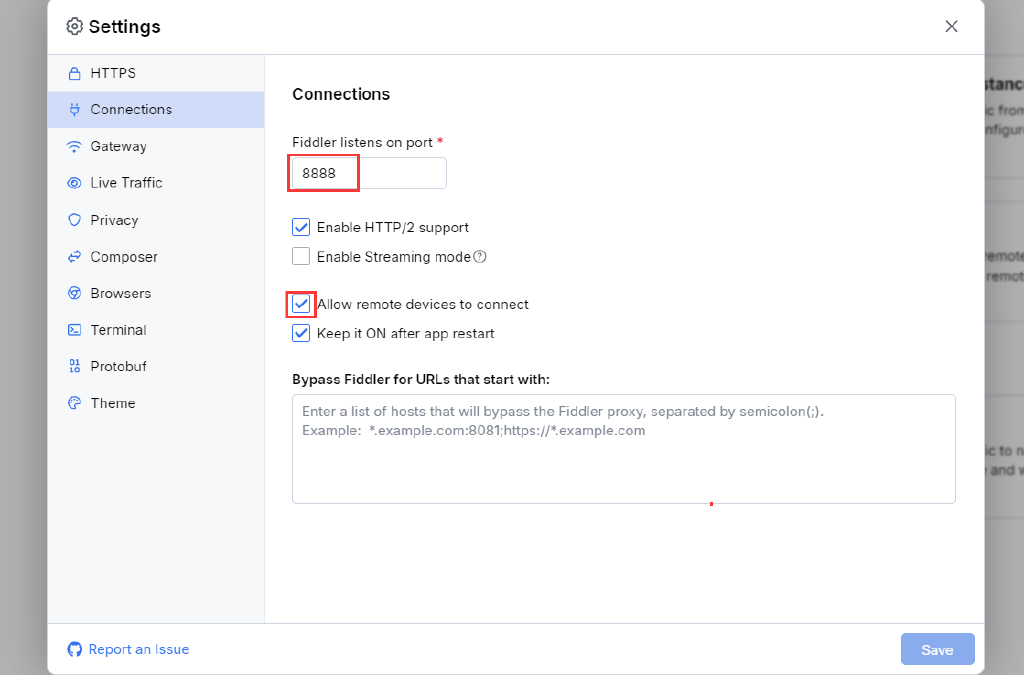 Settings
HTTPS
Connections
Gateway
Live Traffic
Privacy
Composer
Browsers
Terminal
Protobuf
Theme
Connections
Fiddler listens on port *
8888
Enable HTTP/2 support
Enable Streaming mode
Allow remote devices to connect
Keep it ON after app restart
Bypass Fiddler for URLs that start with:
Enter a list of hosts that will bypass the Fiddler proxy, separated by semicolon(;).
Example: *.example.com:8081;https://*.example.com
Report an Issue
Save
remote
remote
and